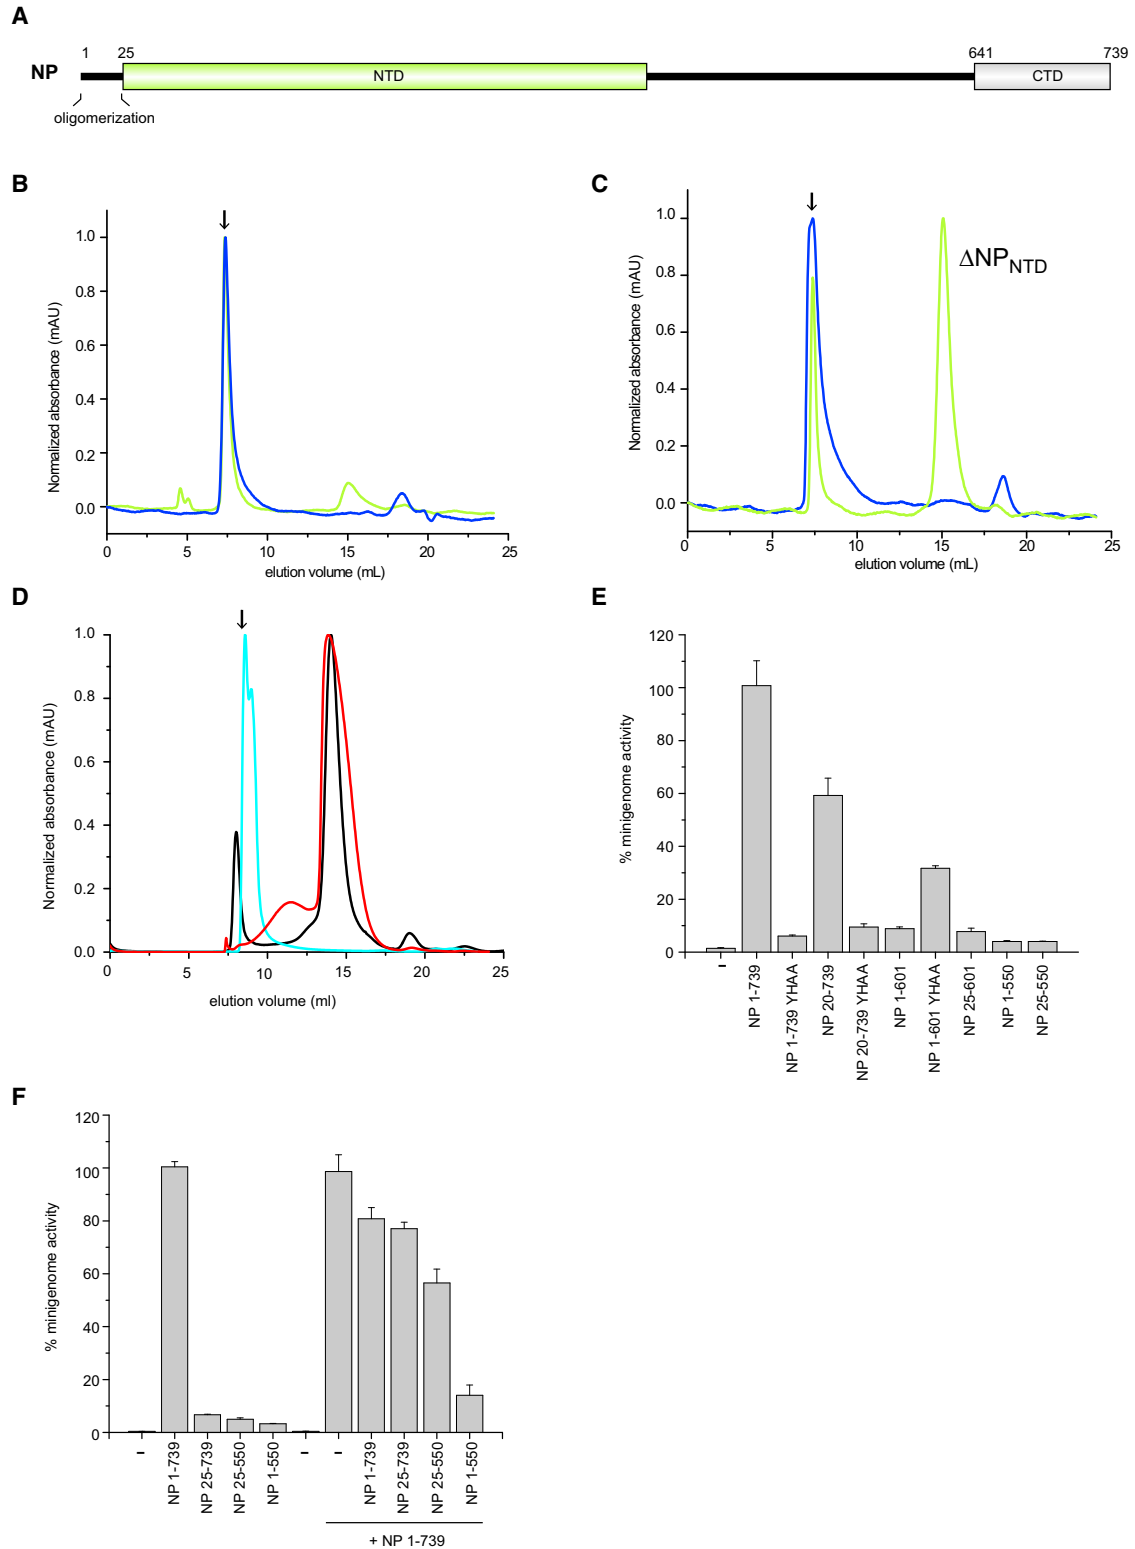 A
1 25 641 739
NP NTD CTD
oligomerization
B
Normalized absorbance (mAU)
1.0
0.8
0.6
0.4
0.2
0.0
0 5 10 15 20 25
elution volume (mL)
C
ΔNP_NTD
Normalized absorbance (mAU)
1.0
0.8
0.6
0.4
0.2
0.0
0 5 10 15 20 25
elution volume (mL)
D
Normalized absorbance (mAU)
1.0
0.8
0.6
0.4
0.2
0.0
0 5 10 15 20 25
elution volume (ml)
E
% minigenome activity
120
100
80
60
40
20
0
–
NP 1-739
NP 1-739 YHAA
NP 20-739
NP 20-739 YHAA
NP 1-601
NP 1-601 YHAA
NP 25-601
NP 1-550
NP 25-550
F
% minigenome activity
120
100
80
60
40
20
0
–
NP 1-739
NP 25-739
NP 25-550
NP 1-550
–
–
NP 1-739
NP 25-739
NP 25-550
NP 1-550
+ NP 1-739